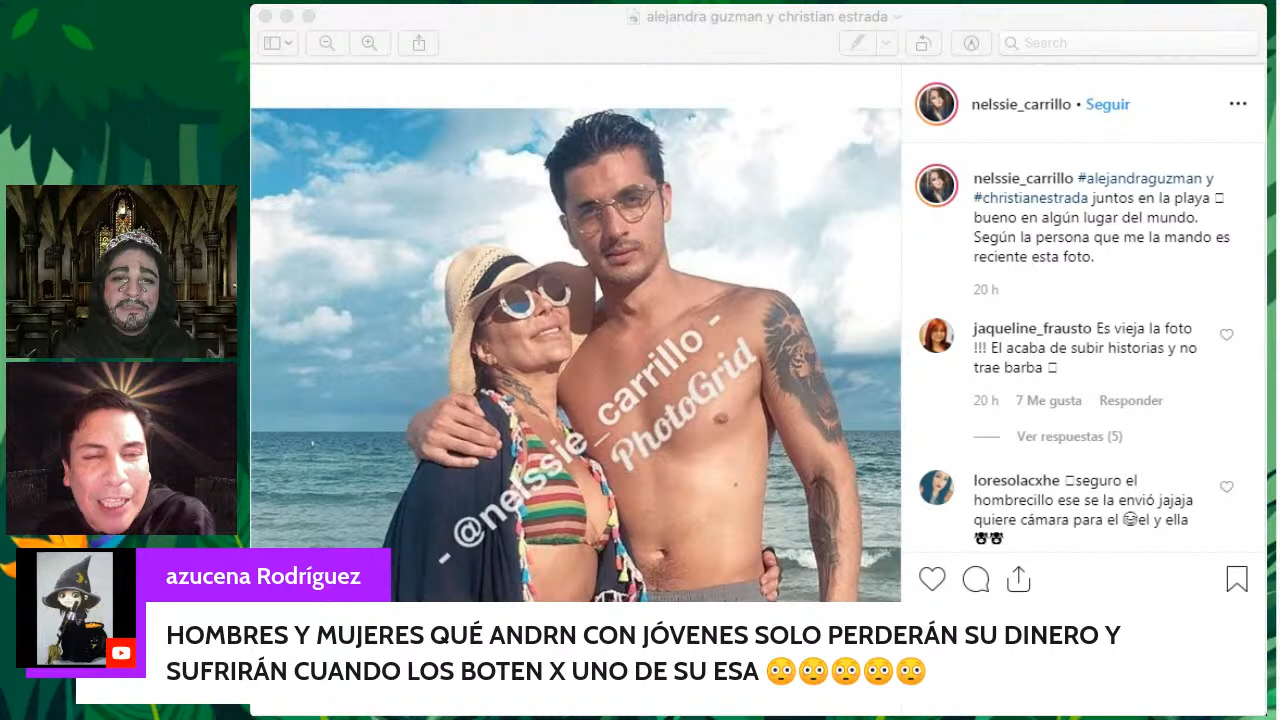 alejandra guzman y christian estrada
Search
nelssie_carrillo • Seguir
nelssie_carrillo #alejandraguzman y
#christianestrada juntos en la playa
bueno en algún lugar del mundo.
Según la persona que me la mando es
reciente esta foto.
20 h
jaqueline_frausto Es vieja la foto
!!! El acaba de subir historias y no
trae barba
20 h 7 Me gusta Responder
Ver respuestas (5)
loresolacxhe seguro el
hombrecillo ese se la envió jajaja
quiere cámara para el 😂el y ella
- @nelssie_carrillo -
PhotoGrid
azucena Rodríguez
HOMBRES Y MUJERES QUÉ ANDRN CON JÓVENES SOLO PERDERÁN SU DINERO Y
SUFRIRÁN CUANDO LOS BOTEN X UNO DE SU ESA 😳😳😳😳😳